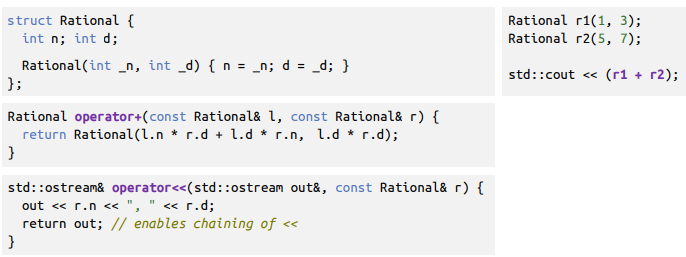 struct Rational {
  int n; int d;
  Rational(int _n, int _d) { n = _n; d = _d; }
};
Rational operator+(const Rational& l, const Rational& r) {
  return Rational(l.n * r.d + l.d * r.n, l.d * r.d);
}
std::ostream& operator<<(std::ostream out&, const Rational& r) {
  out << r.n << ", " << r.d;
  return out; // enables chaining of <<
}
Rational r1(1, 3);
Rational r2(5, 7);
std::cout << (r1 + r2);